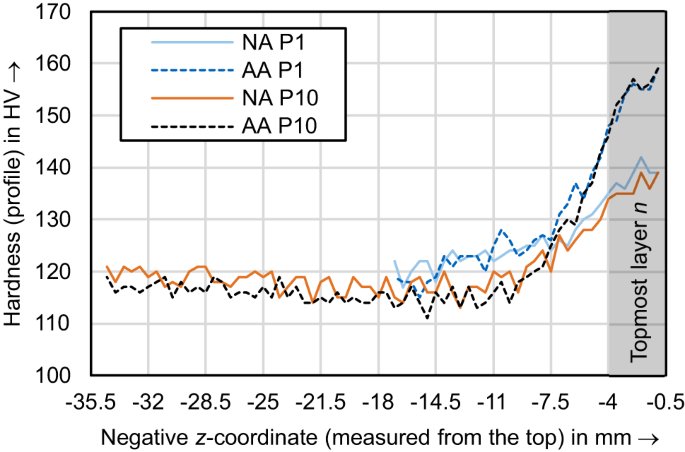 170
160
150
140
130
120
110
100
Hardness (profile) in HV →
NA P1
AA P1
NA P10
AA P10
Topmost layer n
-35.5 -32 -28.5 -25 -21.5 -18 -14.5 -11 -7.5 -4 -0.5
Negative z-coordinate (measured from the top) in mm →